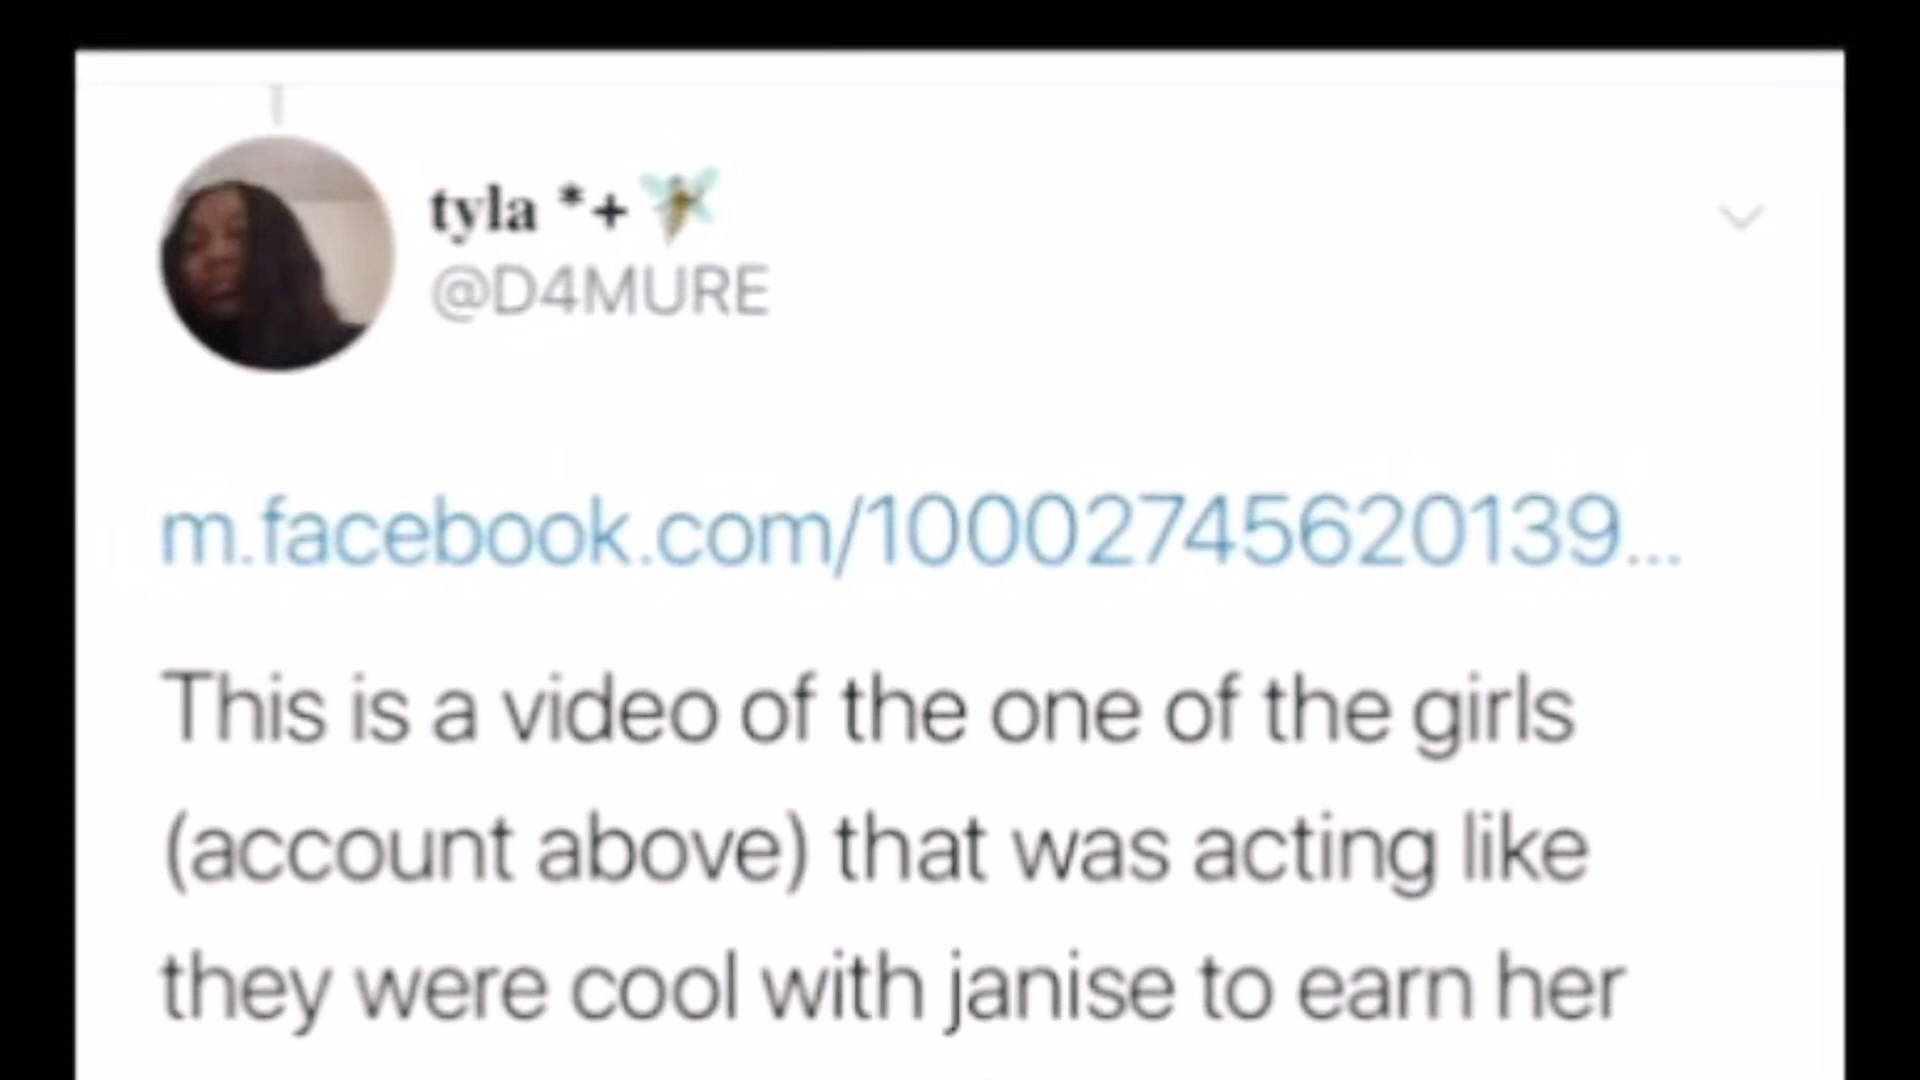 tyla *+
@D4MURE
m.facebook.com/10002745620139...
This is a video of the one of the girls
(account above) that was acting like
they were cool with janise to earn her